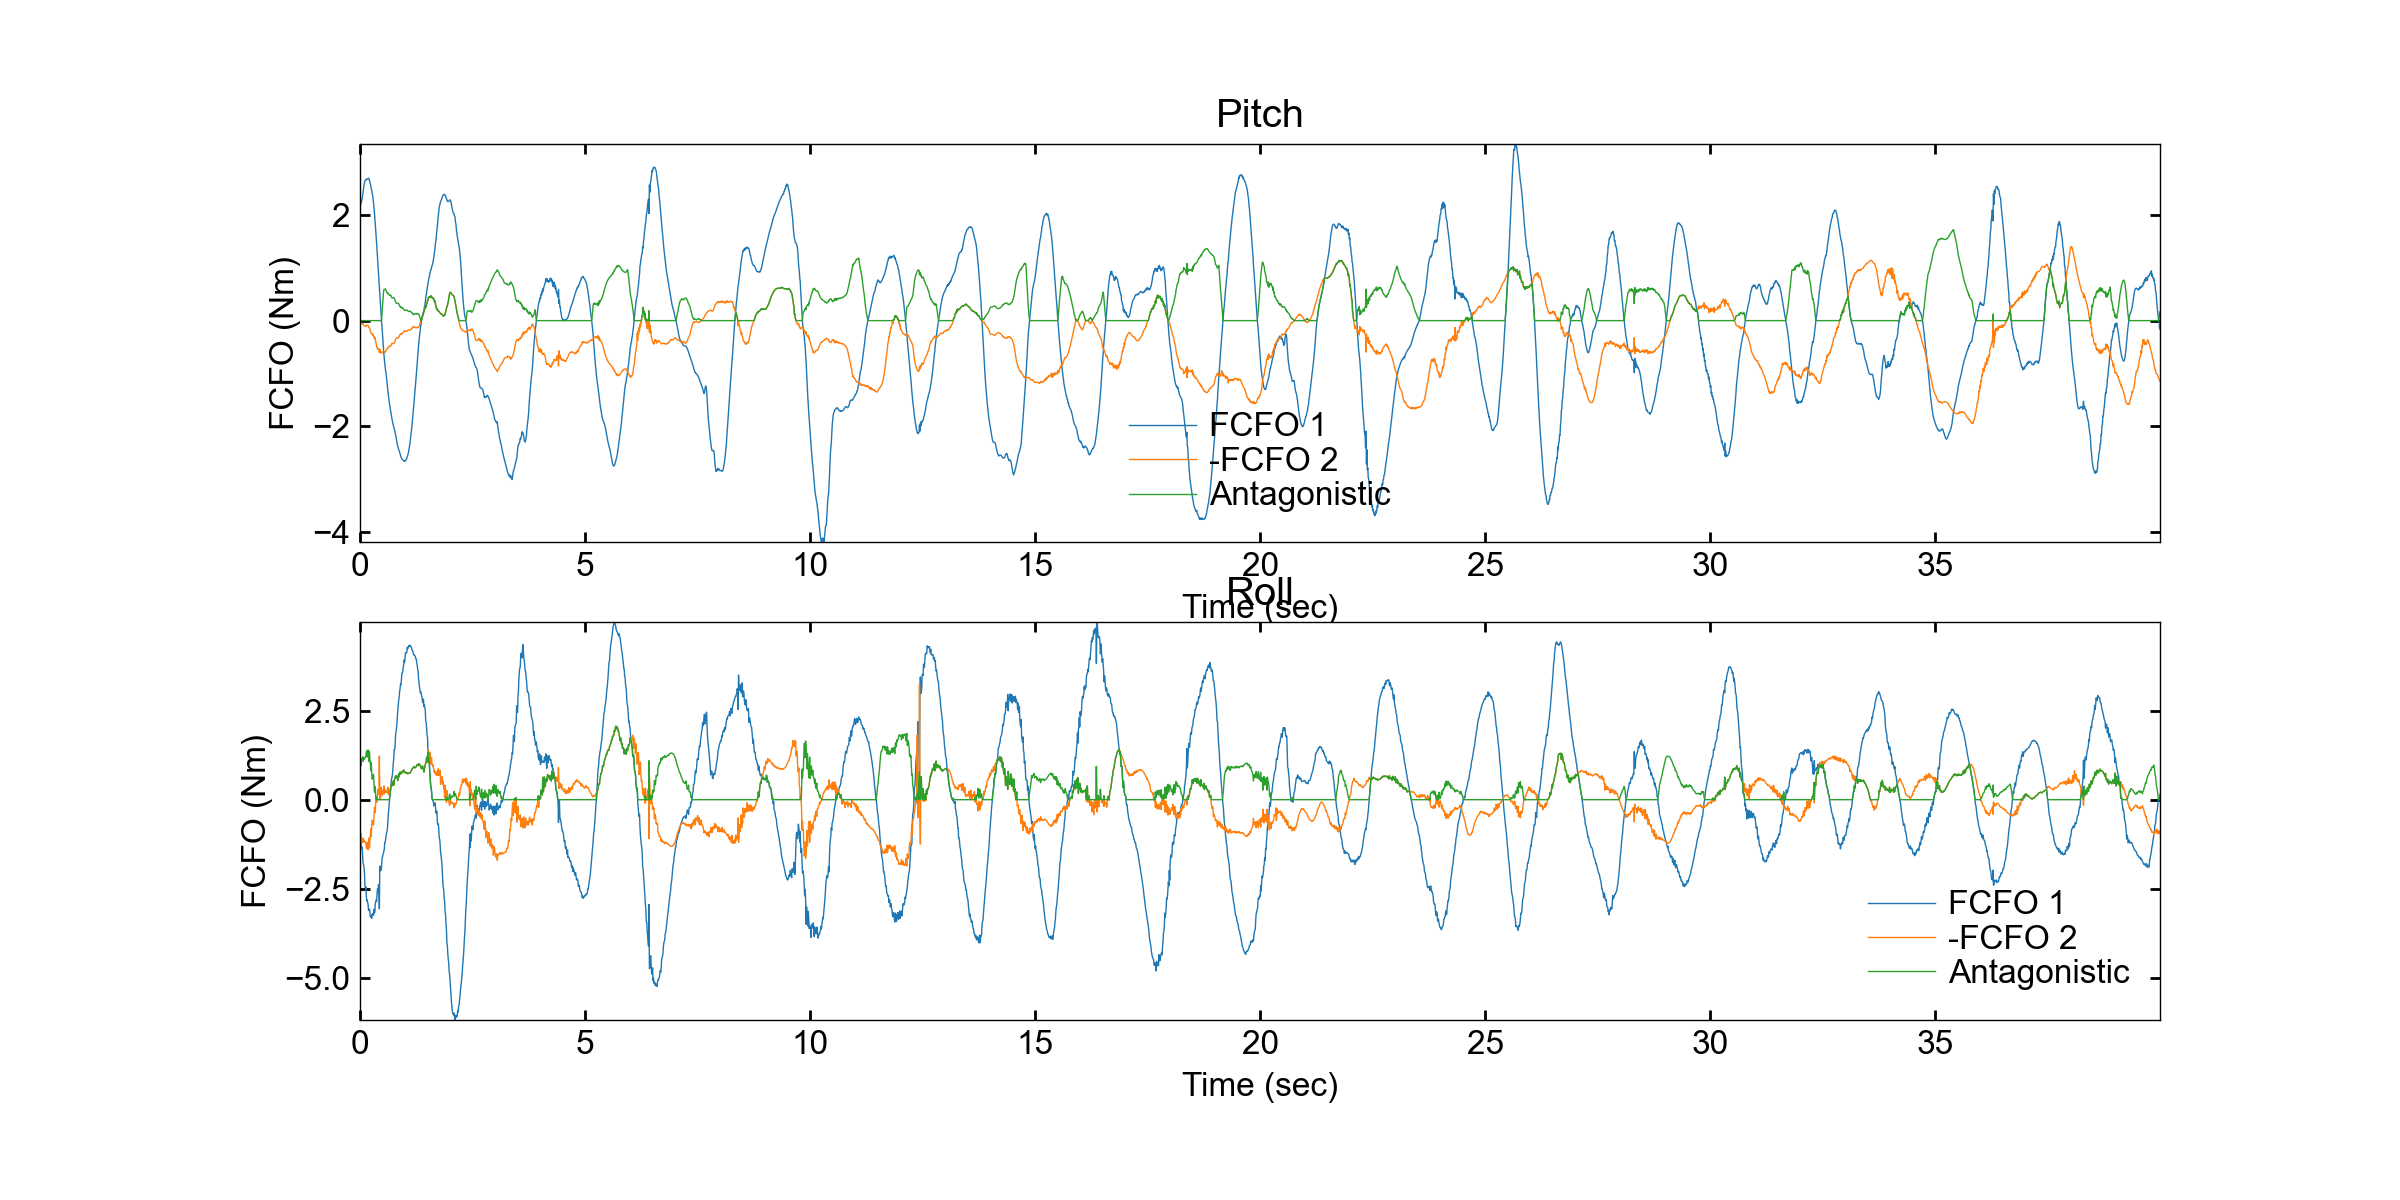 Pitch
FCFO (Nm)
2
0
−2
−4
FCFO 1
-FCFO 2
Antagonistic
0 5 10 15 20 25 30 35
Time (sec)
Roll
FCFO (Nm)
2.5
0.0
−2.5
−5.0
FCFO 1
-FCFO 2
Antagonistic
0 5 10 15 20 25 30 35
Time (sec)